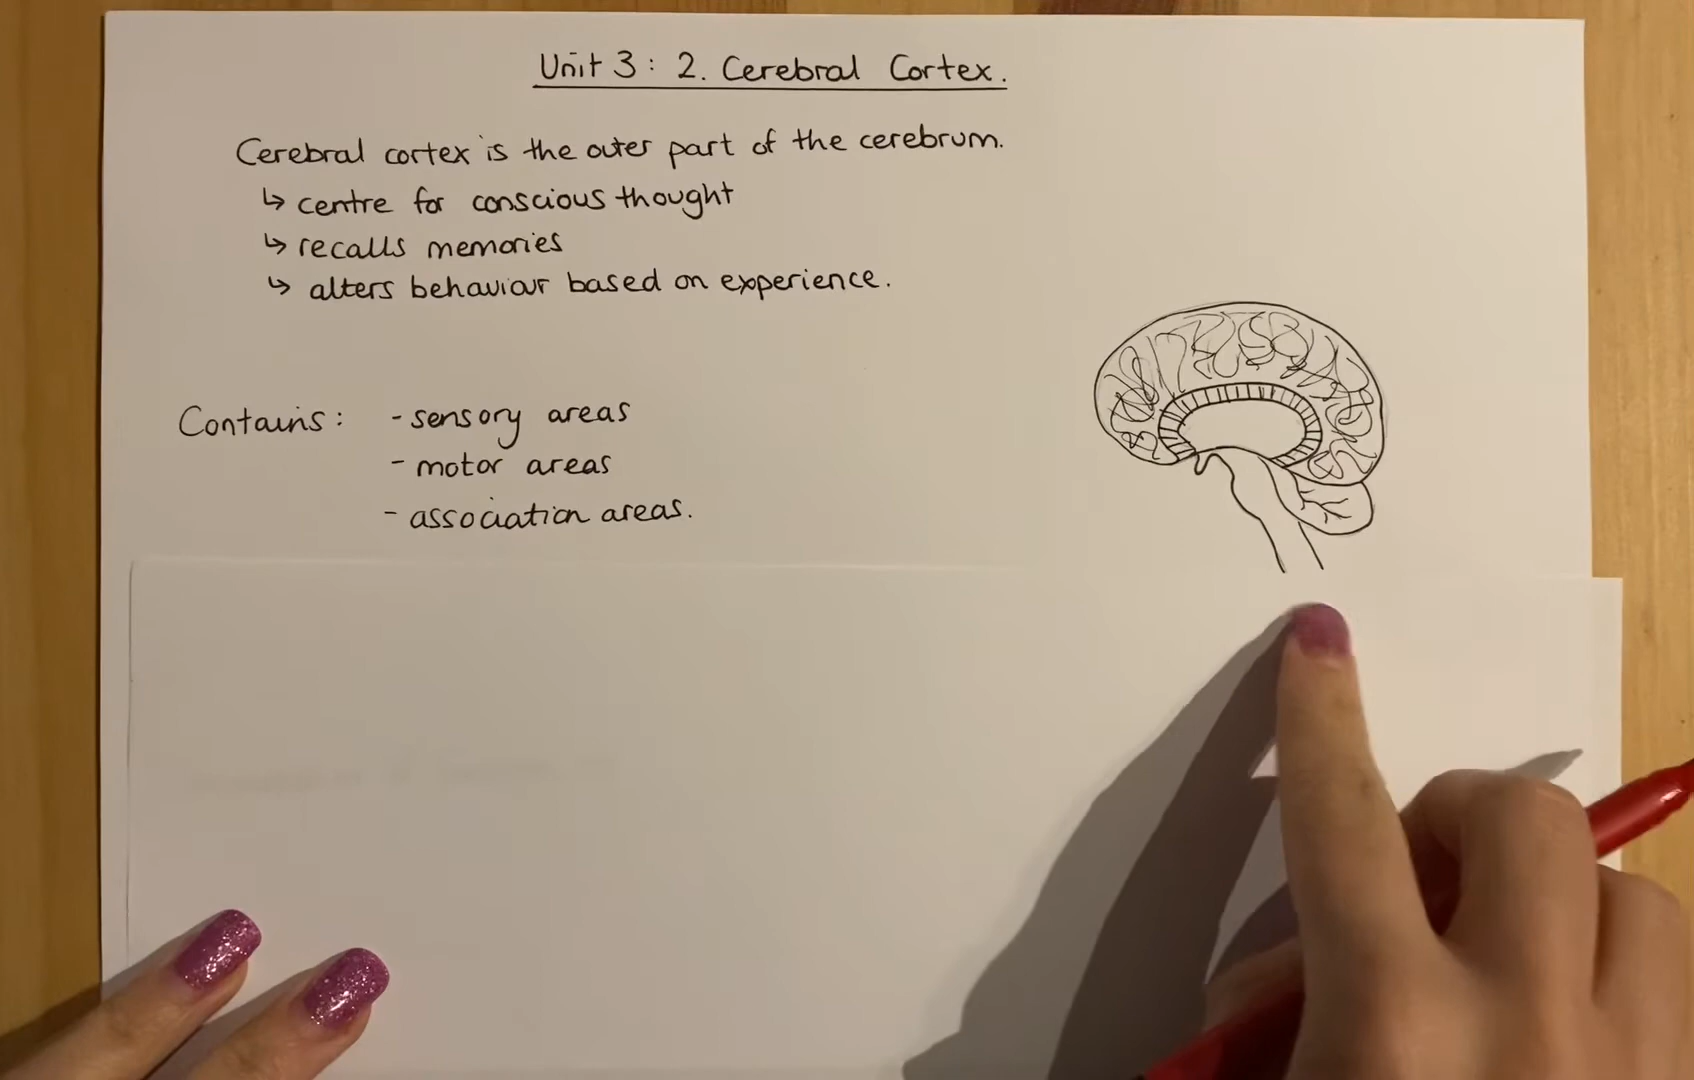 Unit 3: 2. Cerebral Cortex.
Cerebral cortex is the outer part of the cerebrum.
↳ centre for conscious thought
↳ recalls memories
↳ alters behaviour based on experience.
Contains: - sensory areas
- motor areas
- association areas.